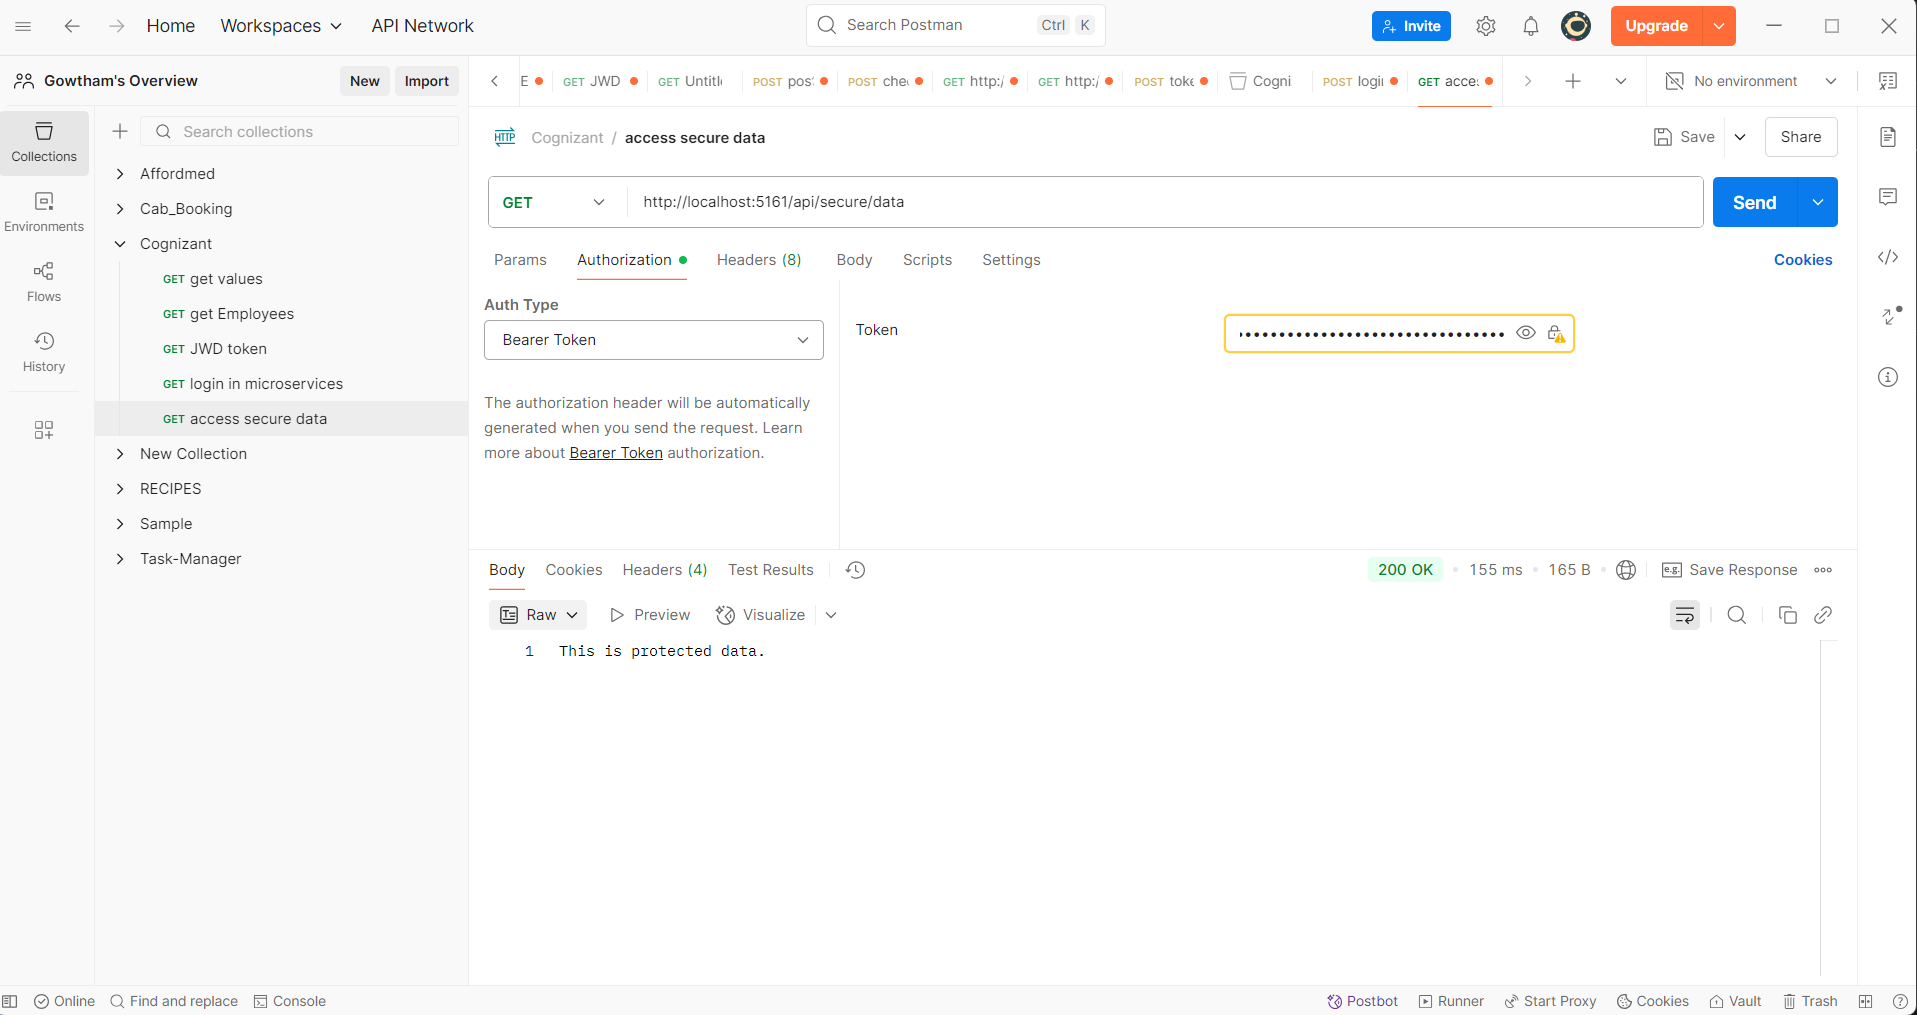 Home Workspaces API Network Search Postman Ctrl K Invite Upgrade
Gowtham's Overview New Import
E GET JWD GET Untitl POST pos POST che GET http:/ GET http:/ POST toke Cogni POST logi GET acce No environment
Collections
Environments
Flows
History
Search collections
Affordmed
Cab_Booking
Cognizant
GET get values
GET get Employees
GET JWD token
GET login in microservices
GET access secure data
New Collection
RECIPES
Sample
Task-Manager
HTTP Cognizant / access secure data Save Share
GET http://localhost:5161/api/secure/data Send
Params Authorization Headers (8) Body Scripts Settings Cookies
Auth Type
Bearer Token
Token
The authorization header will be automatically
generated when you send the request. Learn
more about Bearer Token authorization.
Body Cookies Headers (4) Test Results 200 OK 155 ms 165 B e.g. Save Response
Raw Preview Visualize
1 This is protected data.
Online Find and replace Console Postbot Runner Start Proxy Cookies Vault Trash